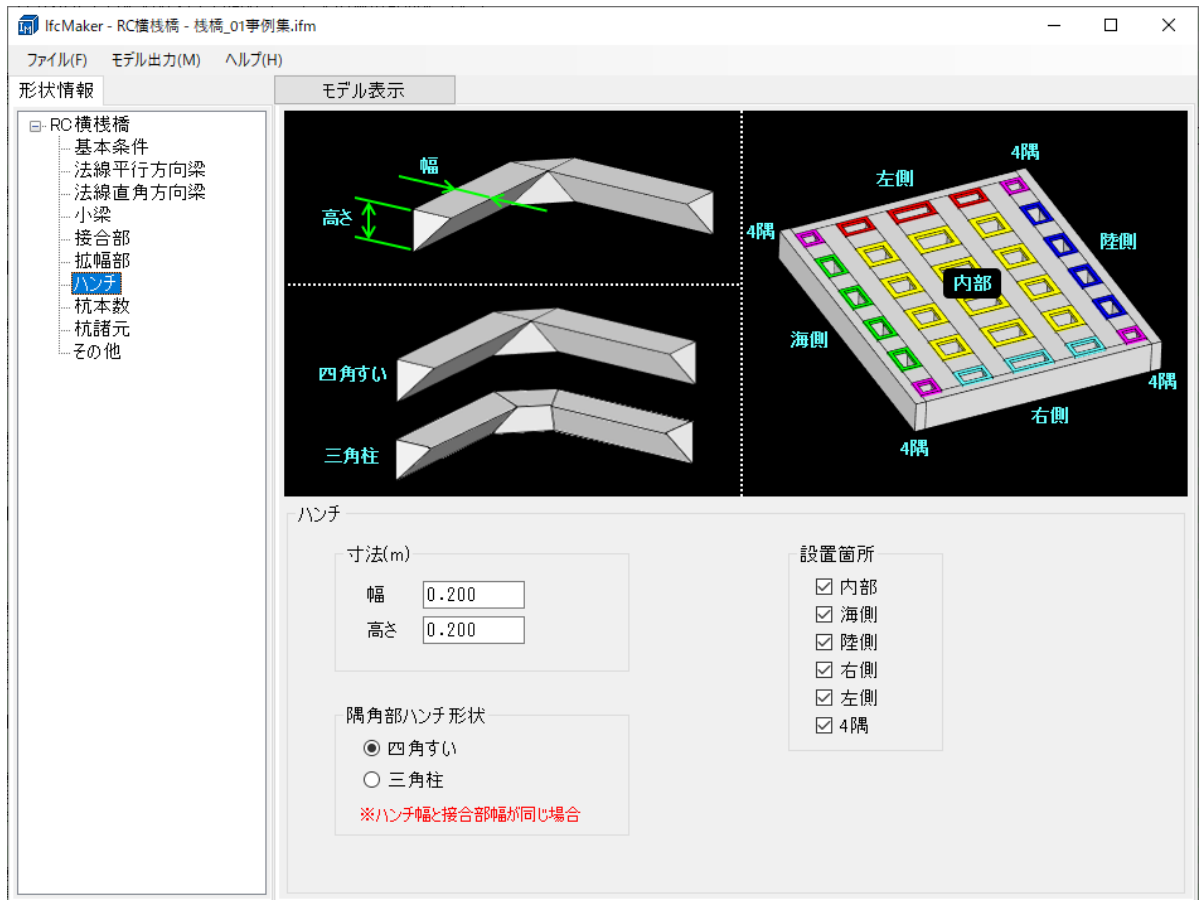 IfcMaker - RC横桟橋 - 桟橋_01事例集.ifm
ファイル(F) モデル出力(M) ヘルプ(H)
形状情報
モデル表示
RC横桟橋
基本条件
法線平行方向梁
法線直角方向梁
小梁
接合部
拡幅部
ハンチ
杭本数
杭諸元
その他
幅
高さ
四角すい
三角柱
4隅
左側
4隅
陸側
内部
海側
4隅
右側
4隅
ハンチ
寸法(m)
幅 0.200
高さ 0.200
隅角部ハンチ形状
四角すい
三角柱
※ハンチ幅と接合部幅が同じ場合
設置箇所
内部
海側
陸側
右側
左側
4隅